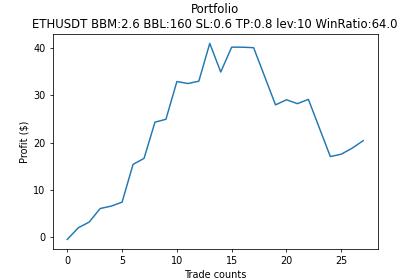 Portfolio
ETHUSDT BBM:2.6 BBL:160 SL:0.6 TP:0.8 lev:10 WinRatio:64.0
40
30
20
10
0
Profit ($)
0 5 10 15 20 25
Trade counts